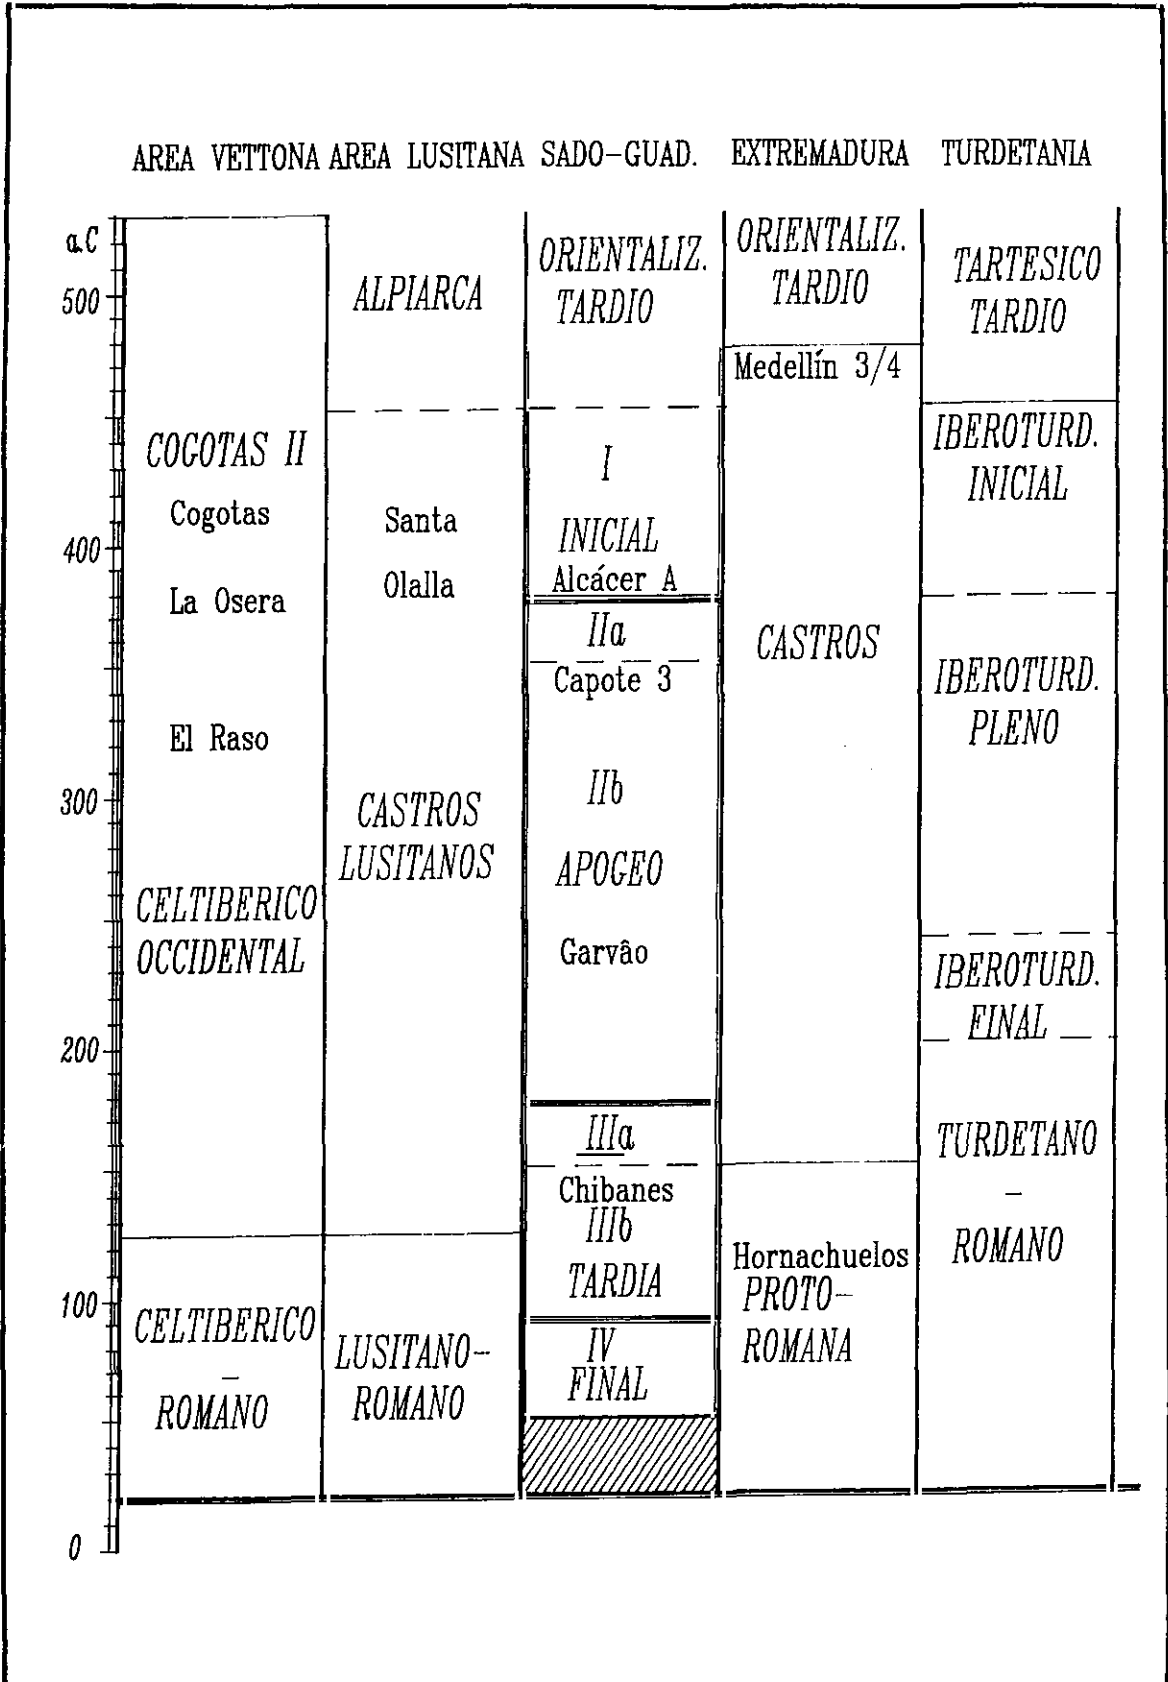 AREA VETTONA AREA LUSITANA SADO-GUAD. EXTREMADURA TURDETANIA
a.C
500
400
300
200
100
0
COGOTAS II
Cogotas
La Osera
El Raso
CELTIBERICO
OCCIDENTAL
CELTIBERICO
-
ROMANO
ALPIARCA
Santa
Olalla
CASTROS
LUSITANOS
LUSITANO-
ROMANO
ORIENTALIZ.
TARDIO
I
INICIAL
Alcácer A
IIa
Capote 3
IIb
APOGEO
Garvâo
IIIa
Chibanes
IIIb
TARDIA
IV
FINAL
ORIENTALIZ.
TARDIO
Medellín 3/4
CASTROS
Hornachuelos
PROTO-
ROMANA
TARTESICO
TARDIO
IBEROTURD.
INICIAL
IBEROTURD.
PLENO
IBEROTURD.
FINAL
TURDETANO
-
ROMANO